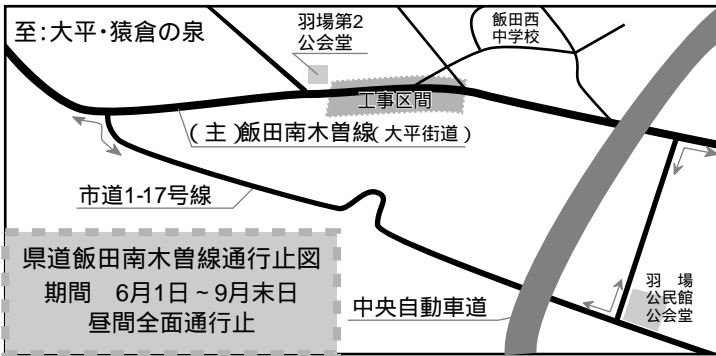 至:大平・猿倉の泉
羽場第2
公会堂
飯田西
中学校
工事区間
(主)飯田南木曽線(大平街道)
市道1-17号線
県道飯田南木曽線通行止図
期間　6月1日~9月末日
昼間全面通行止
中央自動車道
羽　場
公民館
公会堂